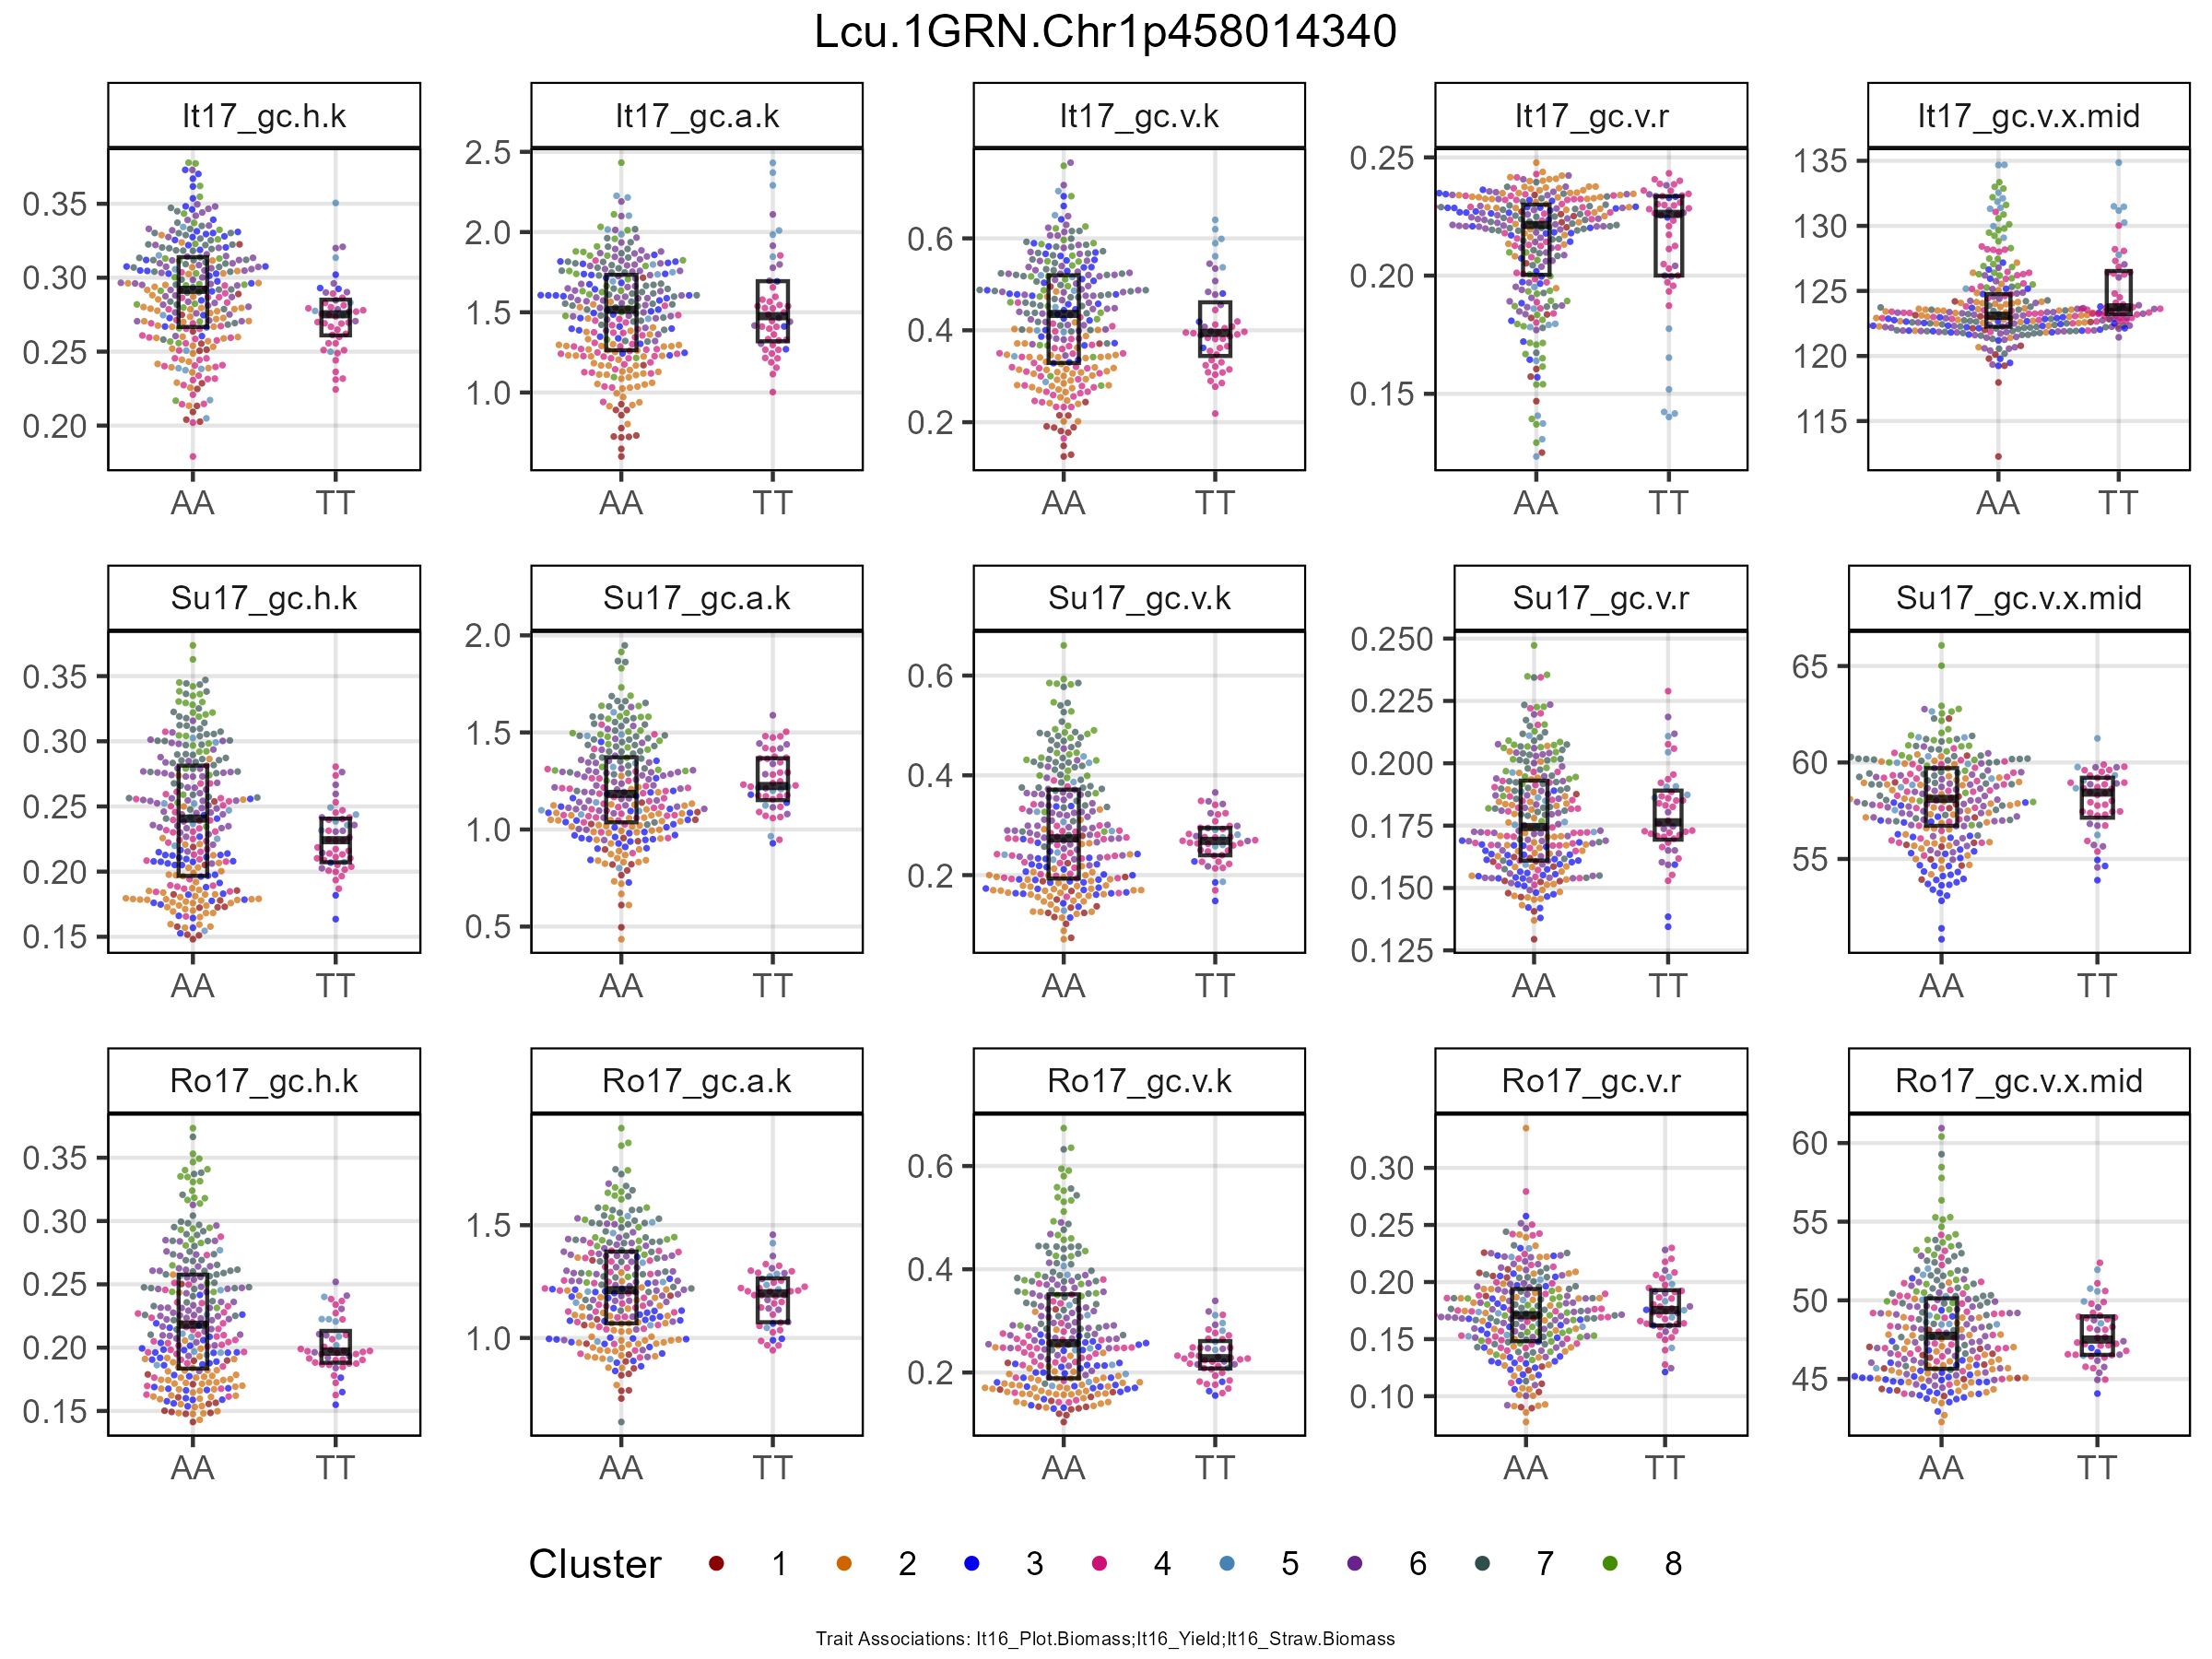 Lcu.1GRN.Chr1p458014340
It17_gc.h.k
It17_gc.a.k
It17_gc.v.k
It17_gc.v.r
It17_gc.v.x.mid
0.35
0.30
0.25
0.20
AA TT
2.5
2.0
1.5
1.0
AA TT
0.6
0.4
0.2
AA TT
0.25
0.20
0.15
AA TT
135
130
125
120
115
AA TT
Su17_gc.h.k
Su17_gc.a.k
Su17_gc.v.k
Su17_gc.v.r
Su17_gc.v.x.mid
0.35
0.30
0.25
0.20
0.15
AA TT
2.0
1.5
1.0
0.5
AA TT
0.6
0.4
0.2
AA TT
0.250
0.225
0.200
0.175
0.150
0.125
AA TT
65
60
55
AA TT
Ro17_gc.h.k
Ro17_gc.a.k
Ro17_gc.v.k
Ro17_gc.v.r
Ro17_gc.v.x.mid
0.35
0.30
0.25
0.20
0.15
AA TT
1.5
1.0
AA TT
0.6
0.4
0.2
AA TT
0.30
0.25
0.20
0.15
0.10
AA TT
60
55
50
45
AA TT
Cluster 1 2 3 4 5 6 7 8
Trait Associations: It16_Plot.Biomass;It16_Yield;It16_Straw.Biomass